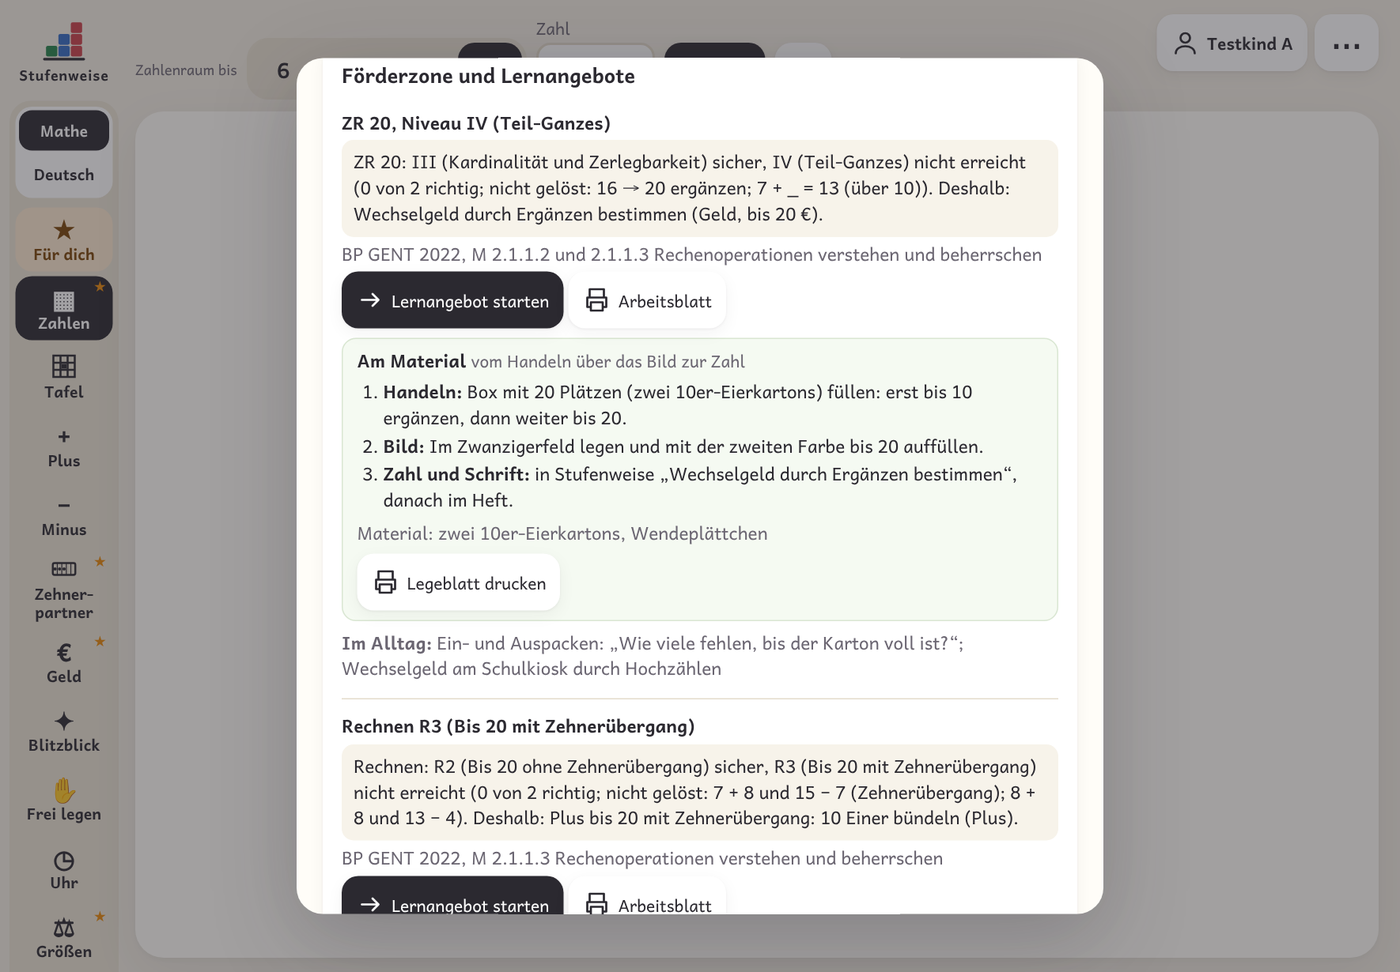 Stufenweise
Zahlenraum bis
6
Zahl
Testkind A
...
Mathe
Deutsch
Für dich
Zahlen
Tafel
+
Plus
−
Minus
Zehner-
partner
€
Geld
Blitzblick
Frei legen
Uhr
Größen
Förderzone und Lernangebote
ZR 20, Niveau IV (Teil-Ganzes)
ZR 20: III (Kardinalität und Zerlegbarkeit) sicher, IV (Teil-Ganzes) nicht erreicht
(0 von 2 richtig; nicht gelöst: 16 → 20 ergänzen; 7 + _ = 13 (über 10)). Deshalb:
Wechselgeld durch Ergänzen bestimmen (Geld, bis 20 €).
BP GENT 2022, M 2.1.1.2 und 2.1.1.3 Rechenoperationen verstehen und beherrschen
→ Lernangebot starten
Arbeitsblatt
Am Material vom Handeln über das Bild zur Zahl
1. Handeln: Box mit 20 Plätzen (zwei 10er-Eierkartons) füllen: erst bis 10
ergänzen, dann weiter bis 20.
2. Bild: Im Zwanzigerfeld legen und mit der zweiten Farbe bis 20 auffüllen.
3. Zahl und Schrift: in Stufenweise „Wechselgeld durch Ergänzen bestimmen“,
danach im Heft.
Material: zwei 10er-Eierkartons, Wendeplättchen
Legeblatt drucken
Im Alltag: Ein- und Auspacken: „Wie viele fehlen, bis der Karton voll ist?“;
Wechselgeld am Schulkiosk durch Hochzählen
Rechnen R3 (Bis 20 mit Zehnerübergang)
Rechnen: R2 (Bis 20 ohne Zehnerübergang) sicher, R3 (Bis 20 mit Zehnerübergang)
nicht erreicht (0 von 2 richtig; nicht gelöst: 7 + 8 und 15 − 7 (Zehnerübergang); 8 +
8 und 13 − 4). Deshalb: Plus bis 20 mit Zehnerübergang: 10 Einer bündeln (Plus).
BP GENT 2022, M 2.1.1.3 Rechenoperationen verstehen und beherrschen
→ Lernangebot starten
Arbeitsblatt